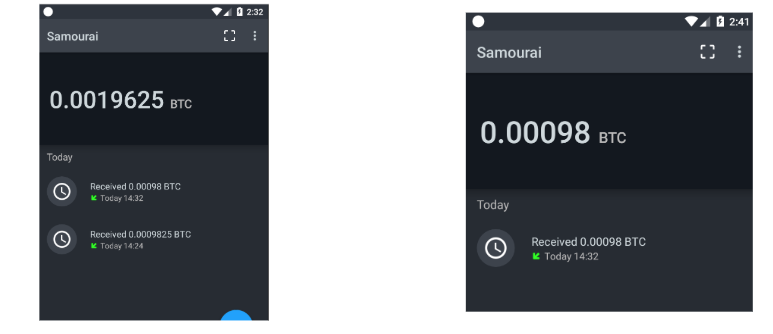 2:32
Samourai
0.0019625 BTC
Today
Received 0.00098 BTC
Today 14:32
Received 0.0009825 BTC
Today 14:24
2:41
Samourai
0.00098 BTC
Today
Received 0.00098 BTC
Today 14:32